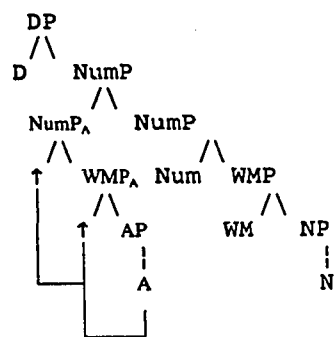 DP
D NumP
NumP_A NumP
WMP_A Num WMP
AP WM NP
A N